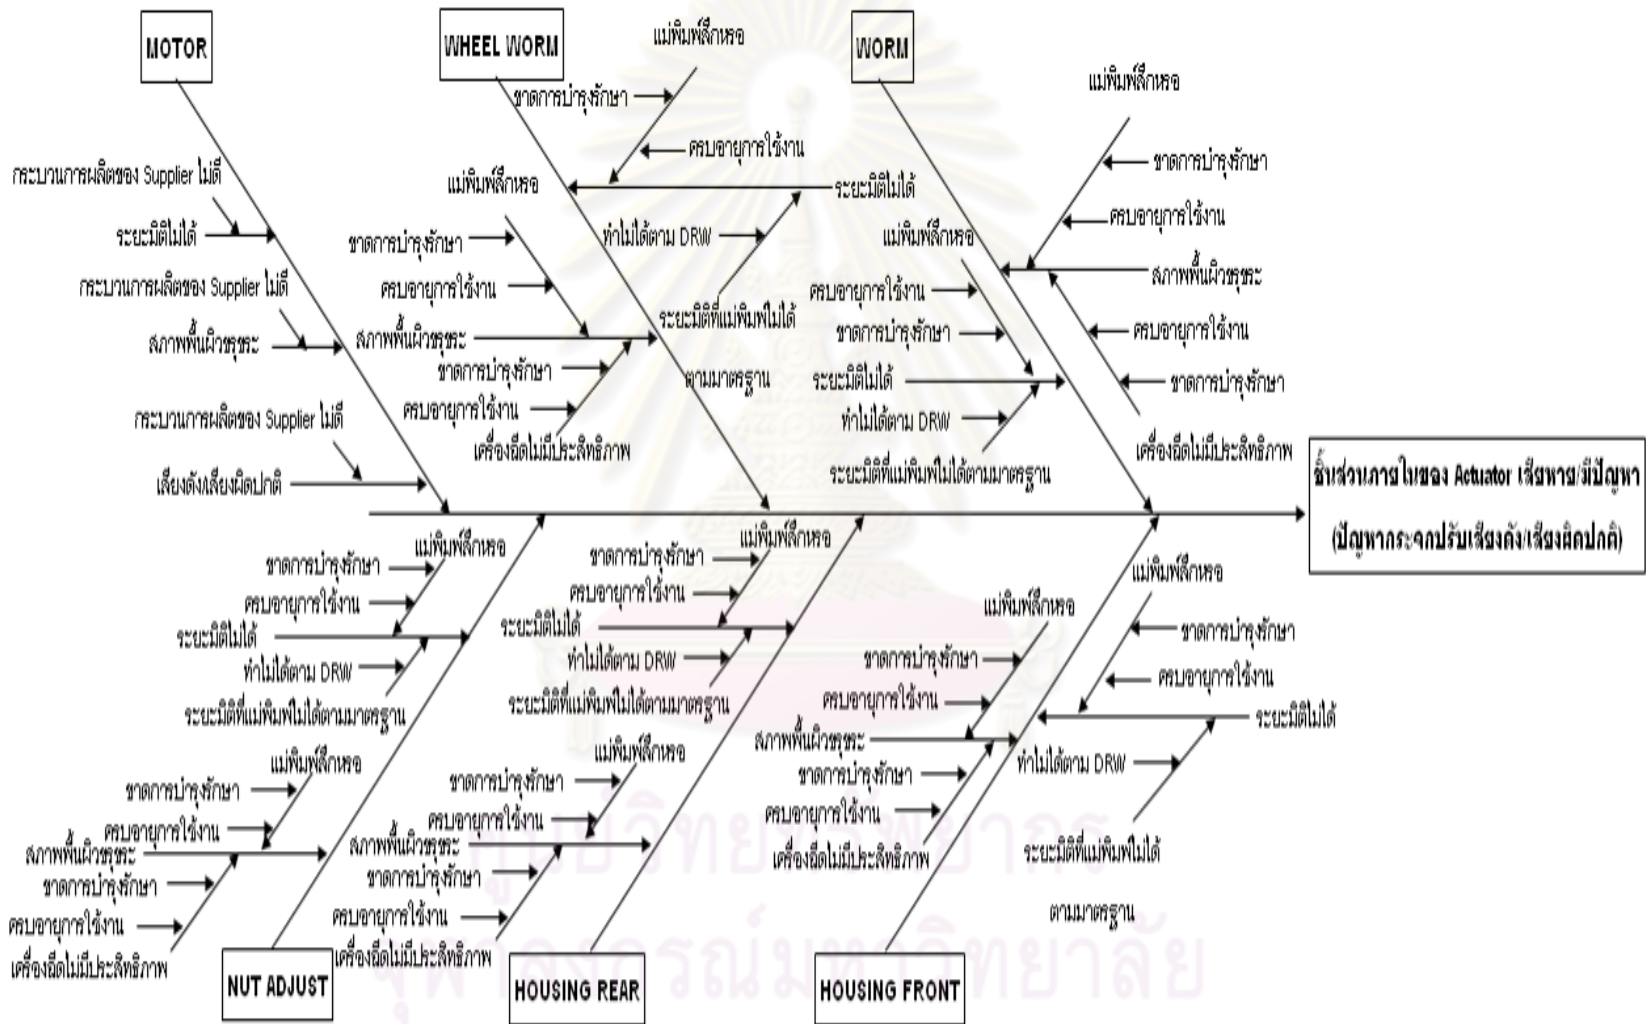 MOTOR
กระบวนการผลิตของ Supplier ไม่ดี
ระยะมิติไม่ได้
กระบวนการผลิตของ Supplier ไม่ดี
สภาพพื้นผิวขรุขระ
กระบวนการผลิตของ Supplier ไม่ดี
เสียงดัง/เสียงผิดปกติ
WHEEL WORM
แม่พิมพ์สึกหรอ
ขาดการบำรุงรักษา
ครบอายุการใช้งาน
ระยะมิติไม่ได้
ทำไม่ได้ตาม DRW
ระยะมิติที่แม่พิมพ์ไม่ได้
ตามมาตรฐาน
แม่พิมพ์สึกหรอ
ขาดการบำรุงรักษา
ครบอายุการใช้งาน
สภาพพื้นผิวขรุขระ
ขาดการบำรุงรักษา
ครบอายุการใช้งาน
เครื่องฉีดไม่มีประสิทธิภาพ
WORM
แม่พิมพ์สึกหรอ
ขาดการบำรุงรักษา
ครบอายุการใช้งาน
สภาพพื้นผิวขรุขระ
ครบอายุการใช้งาน
ขาดการบำรุงรักษา
เครื่องฉีดไม่มีประสิทธิภาพ
แม่พิมพ์สึกหรอ
ครบอายุการใช้งาน
ขาดการบำรุงรักษา
ระยะมิติไม่ได้
ทำไม่ได้ตาม DRW
ระยะมิติที่แม่พิมพ์ไม่ได้ตามมาตรฐาน
ชิ้นส่วนภายในของ Actuator เสียหาย/มีปัญหา
(ปัญหากระจกปรับเสียงดัง/เสียงผิดปกติ)
แม่พิมพ์สึกหรอ
ขาดการบำรุงรักษา
ครบอายุการใช้งาน
ระยะมิติไม่ได้
ทำไม่ได้ตาม DRW
ระยะมิติที่แม่พิมพ์ไม่ได้ตามมาตรฐาน
แม่พิมพ์สึกหรอ
ขาดการบำรุงรักษา
ครบอายุการใช้งาน
สภาพพื้นผิวขรุขระ
ขาดการบำรุงรักษา
ครบอายุการใช้งาน
เครื่องฉีดไม่มีประสิทธิภาพ
NUT ADJUST
แม่พิมพ์สึกหรอ
ขาดการบำรุงรักษา
ครบอายุการใช้งาน
ระยะมิติไม่ได้
ทำไม่ได้ตาม DRW
ระยะมิติที่แม่พิมพ์ไม่ได้ตามมาตรฐาน
แม่พิมพ์สึกหรอ
ขาดการบำรุงรักษา
ครบอายุการใช้งาน
สภาพพื้นผิวขรุขระ
ขาดการบำรุงรักษา
ครบอายุการใช้งาน
เครื่องฉีดไม่มีประสิทธิภาพ
HOUSING REAR
แม่พิมพ์สึกหรอ
ขาดการบำรุงรักษา
ครบอายุการใช้งาน
สภาพพื้นผิวขรุขระ
ขาดการบำรุงรักษา
ครบอายุการใช้งาน
เครื่องฉีดไม่มีประสิทธิภาพ
แม่พิมพ์สึกหรอ
ขาดการบำรุงรักษา
ครบอายุการใช้งาน
ระยะมิติไม่ได้
ทำไม่ได้ตาม DRW
ระยะมิติที่แม่พิมพ์ไม่ได้
ตามมาตรฐาน
HOUSING FRONT
ศูนย์วิทยทรัพยากร
จุฬาลงกรณ์มหาวิทยาลัย